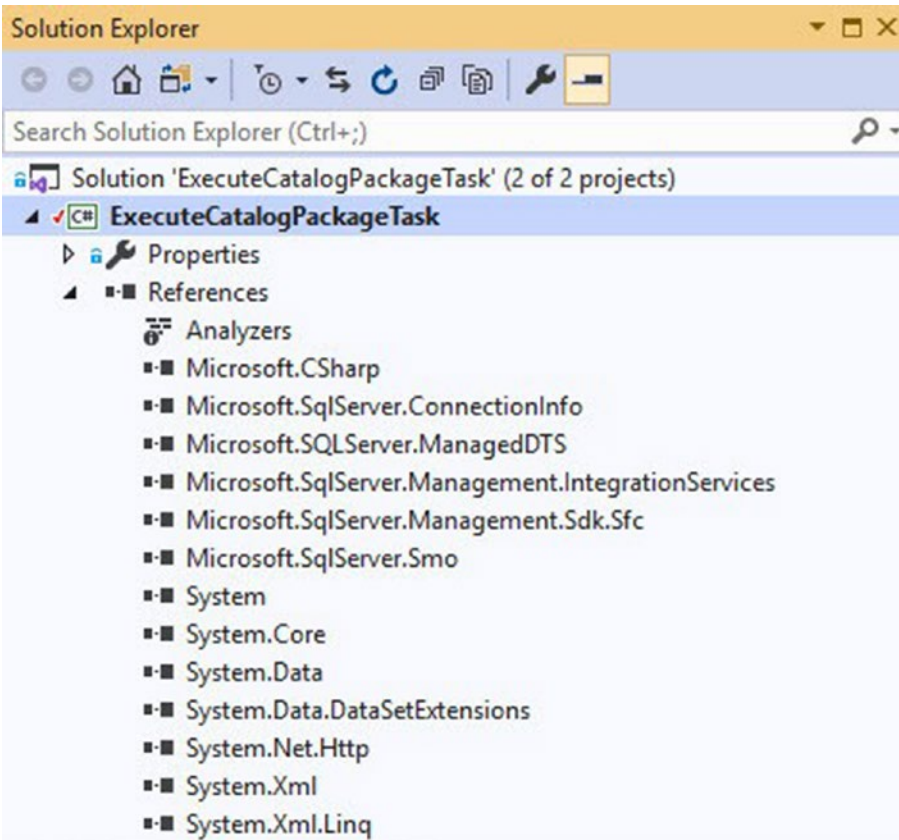 Solution Explorer
Search Solution Explorer (Ctrl+;)
Solution 'ExecuteCatalogPackageTask' (2 of 2 projects)
C# ExecuteCatalogPackageTask
Properties
References
Analyzers
Microsoft.CSharp
Microsoft.SqlServer.ConnectionInfo
Microsoft.SQLServer.ManagedDTS
Microsoft.SqlServer.Management.IntegrationServices
Microsoft.SqlServer.Management.Sdk.Sfc
Microsoft.SqlServer.Smo
System
System.Core
System.Data
System.Data.DataSetExtensions
System.Net.Http
System.Xml
System.Xml.Linq